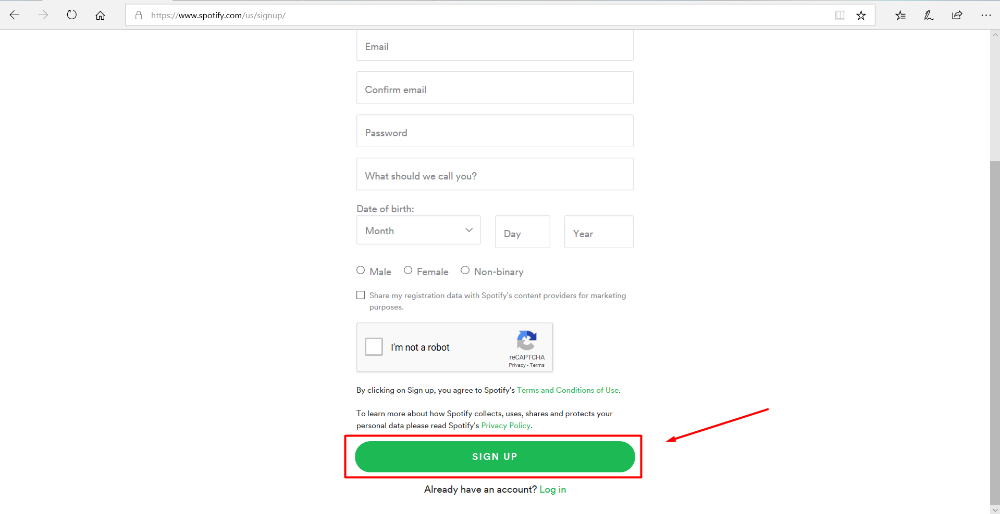 https://www.spotify.com/us/signup/
Email
Confirm email
Password
What should we call you?
Date of birth:
Month Day Year
Male Female Non-binary
Share my registration data with Spotify's content providers for marketing
purposes.
I'm not a robot
reCAPTCHA
Privacy - Terms
By clicking on Sign up, you agree to Spotify's Terms and Conditions of Use.
To learn more about how Spotify collects, uses, shares and protects your
personal data please read Spotify's Privacy Policy.
SIGN UP
Already have an account? Log in